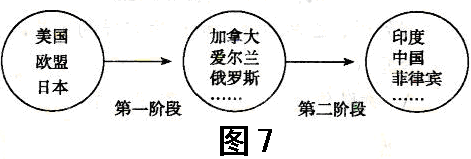 美国
欧盟
日本
第一阶段
加拿大
爱尔兰
俄罗斯
……
第二阶段
印度
中国
菲律宾
……
图7